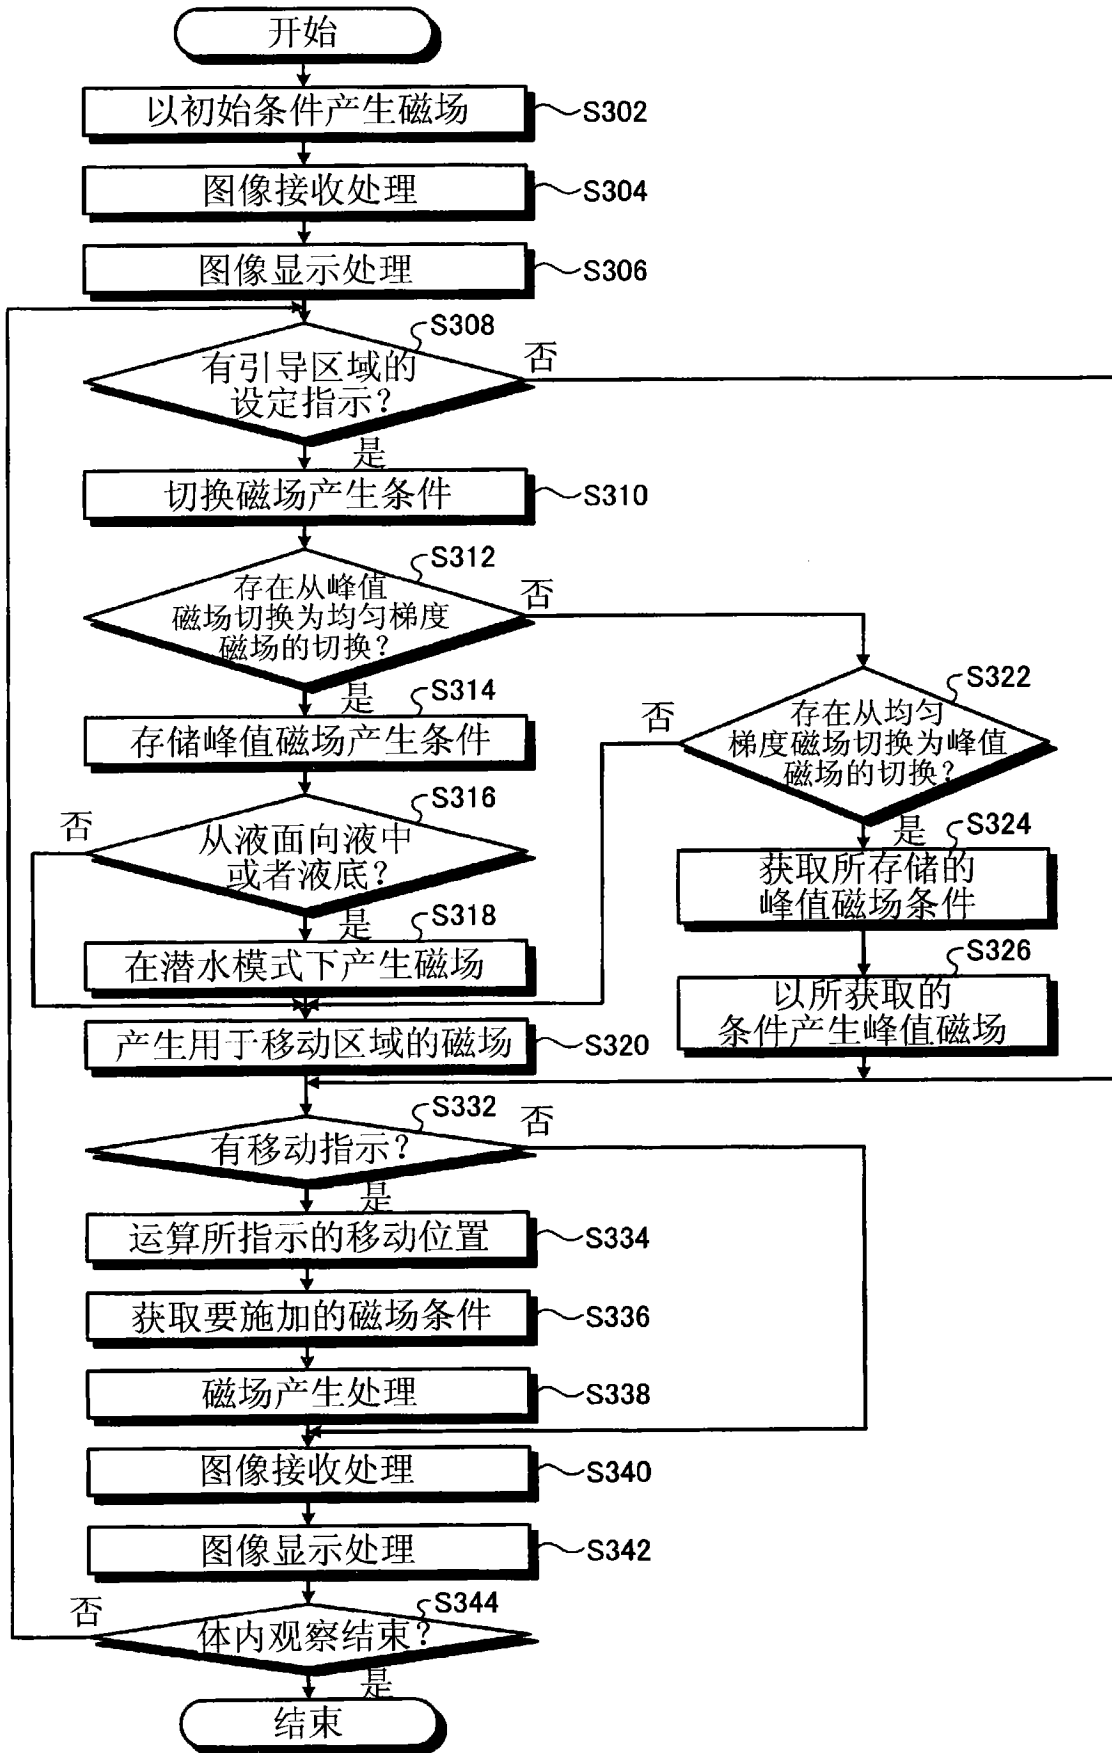 开始
以初始条件产生磁场
S302
图像接收处理
S304
图像显示处理
S306
S308
有引导区域的
设定指示？
否
是
切换磁场产生条件
S310
S312
存在从峰值
磁场切换为均匀梯度
磁场的切换？
否
是
S314
存储峰值磁场产生条件
S316
从液面向液中
或者液底？
否
是
S318
在潜水模式下产生磁场
产生用于移动区域的磁场
S320
S322
存在从均匀
梯度磁场切换为峰值
磁场的切换？
否
是
S324
获取所存储的
峰值磁场条件
S326
以所获取的
条件产生峰值磁场
S332
有移动指示？
否
是
运算所指示的移动位置
S334
获取要施加的磁场条件
S336
磁场产生处理
S338
图像接收处理
S340
图像显示处理
S342
S344
体内观察结束？
否
是
结束